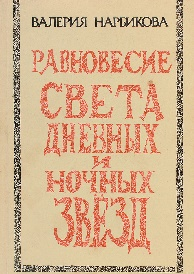 ВАЛЕРИЯ НАРБИКОВА
РАВНОВЕСИЕ
СВЕТА
ДНЕВНЫХ
И
НОЧНЫХ
ЗВЕЗД